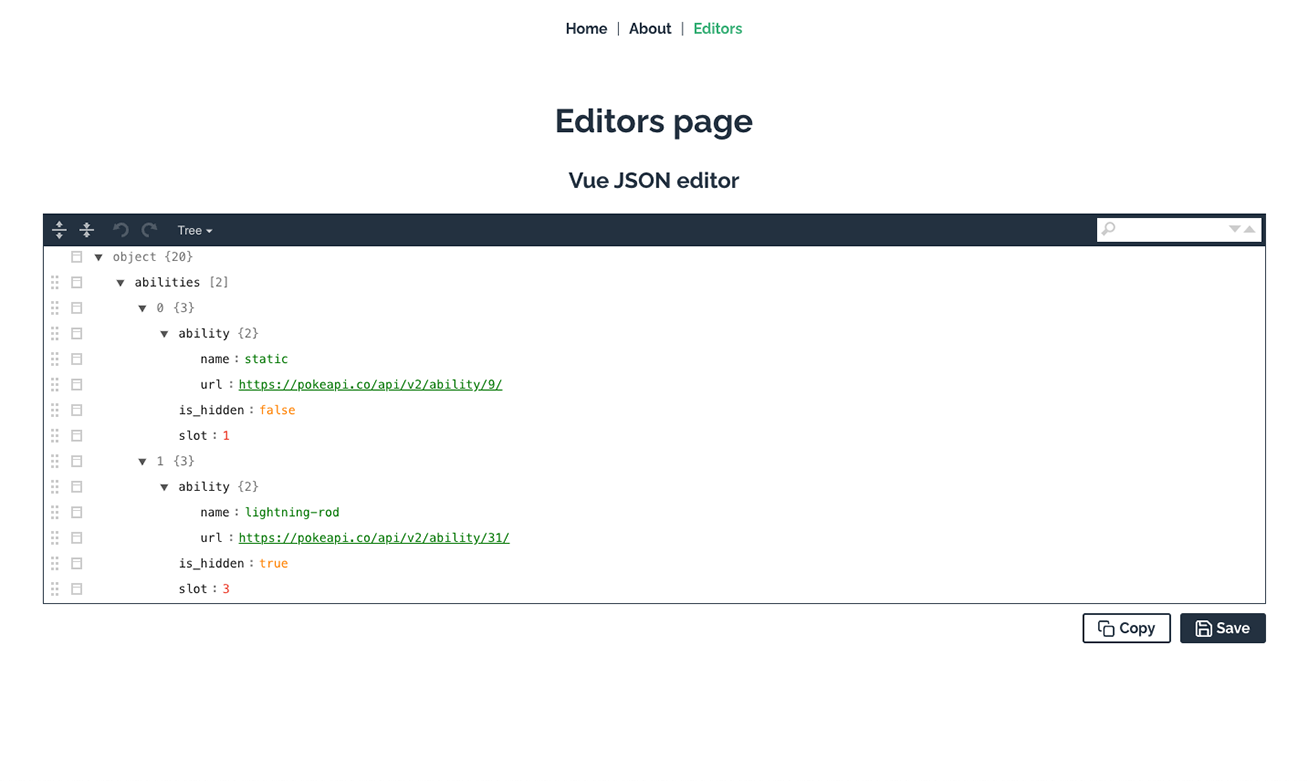 Home | About | Editors
Editors page
Vue JSON editor
Tree
object {20}
abilities [2]
0 {3}
ability {2}
name : static
url : https://pokeapi.co/api/v2/ability/9/
is_hidden : false
slot : 1
1 {3}
ability {2}
name : lightning-rod
url : https://pokeapi.co/api/v2/ability/31/
is_hidden : true
slot : 3
Copy Save